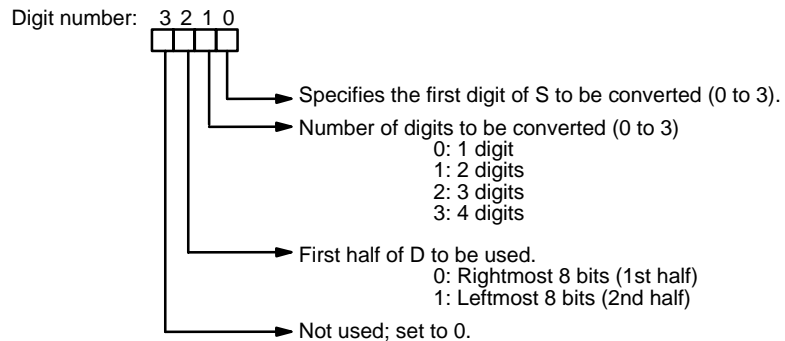 Digit number: 3 2 1 0
Specifies the first digit of S to be converted (0 to 3).
Number of digits to be converted (0 to 3)
0: 1 digit
1: 2 digits
2: 3 digits
3: 4 digits
First half of D to be used.
0: Rightmost 8 bits (1st half)
1: Leftmost 8 bits (2nd half)
Not used; set to 0.